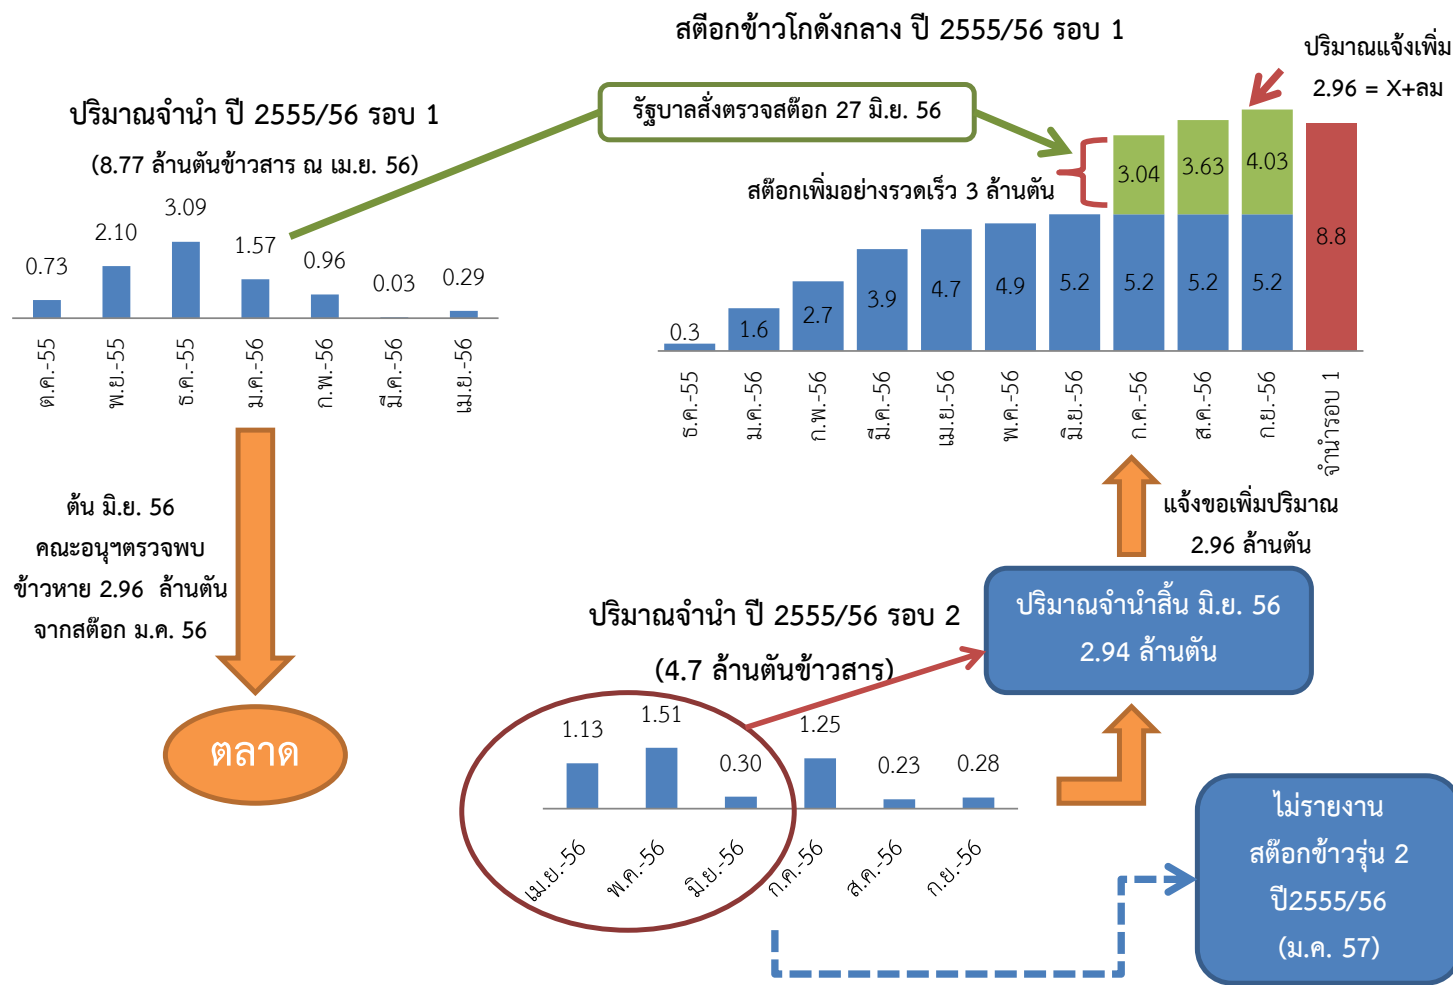 สต๊อกข้าวโกดังกลาง ปี 2555/56 รอบ 1
ปริมาณแจ้งเพิ่ม
2.96 = X+ลม
รัฐบาลสั่งตรวจสต๊อก 27 มิ.ย. 56
ปริมาณจำนำ ปี 2555/56 รอบ 1
(8.77 ล้านตันข้าวสาร ณ เม.ย. 56)
0.73
2.10
3.09
1.57
0.96
0.03
0.29
ต.ค.-55
พ.ย.-55
ธ.ค.-55
ม.ค.-56
ก.พ.-56
มี.ค.-56
เม.ย.-56
สต๊อกเพิ่มอย่างรวดเร็ว 3 ล้านตัน
3.04
3.63
4.03
0.3
1.6
2.7
3.9
4.7
4.9
5.2
5.2
5.2
5.2
8.8
ธ.ค.-55
ม.ค.-56
ก.พ.-56
มี.ค.-56
เม.ย.-56
พ.ค.-56
มิ.ย.-56
ก.ค.-56
ส.ค.-56
ก.ย.-56
จำนำรอบ 1
ต้น มิ.ย. 56
คณะอนุฯตรวจพบ
ข้าวหาย 2.96 ล้านตัน
จากสต๊อก ม.ค. 56
ตลาด
แจ้งขอเพิ่มปริมาณ
2.96 ล้านตัน
ปริมาณจำนำสิ้น มิ.ย. 56
2.94 ล้านตัน
ปริมาณจำนำ ปี 2555/56 รอบ 2
(4.7 ล้านตันข้าวสาร)
1.13
1.51
0.30
1.25
0.23
0.28
เม.ย.-56
พ.ค.-56
มิ.ย.-56
ก.ค.-56
ส.ค.-56
ก.ย.-56
ไม่รายงาน
สต๊อกข้าวรุ่น 2
ปี2555/56
(ม.ค. 57)